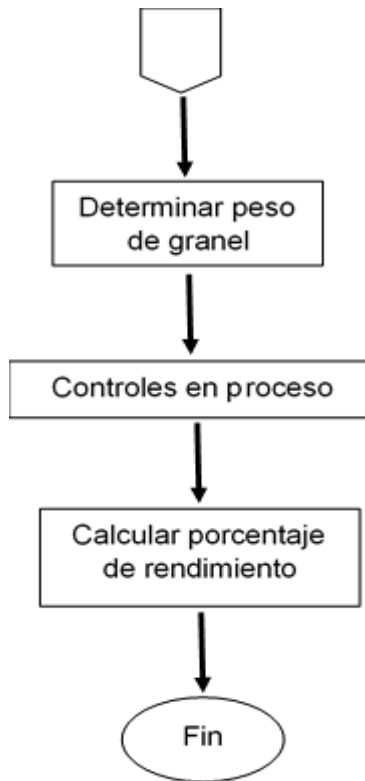 Determinar peso
de granel
Controles en proceso
Calcular porcentaje
de rendimiento
Fin